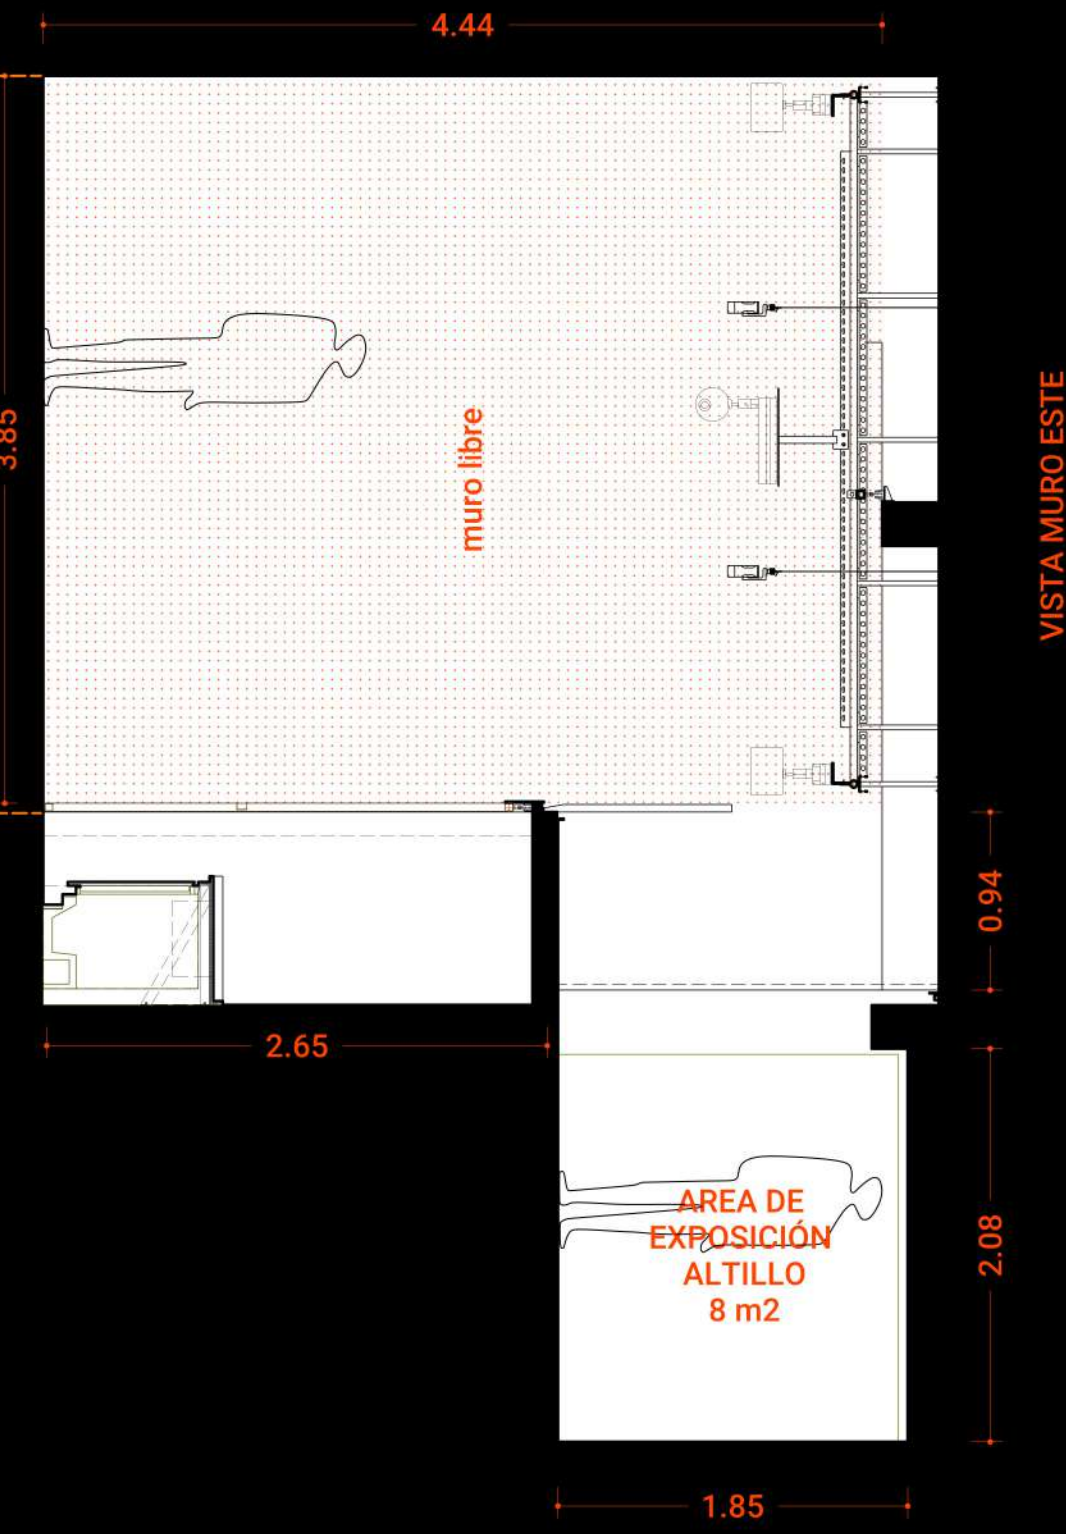 4.44
3.85
muro libre
VISTA MURO ESTE
0.94
2.65
AREA DE
EXPOSICIÓN
ALTILLO
8 m2
2.08
1.85